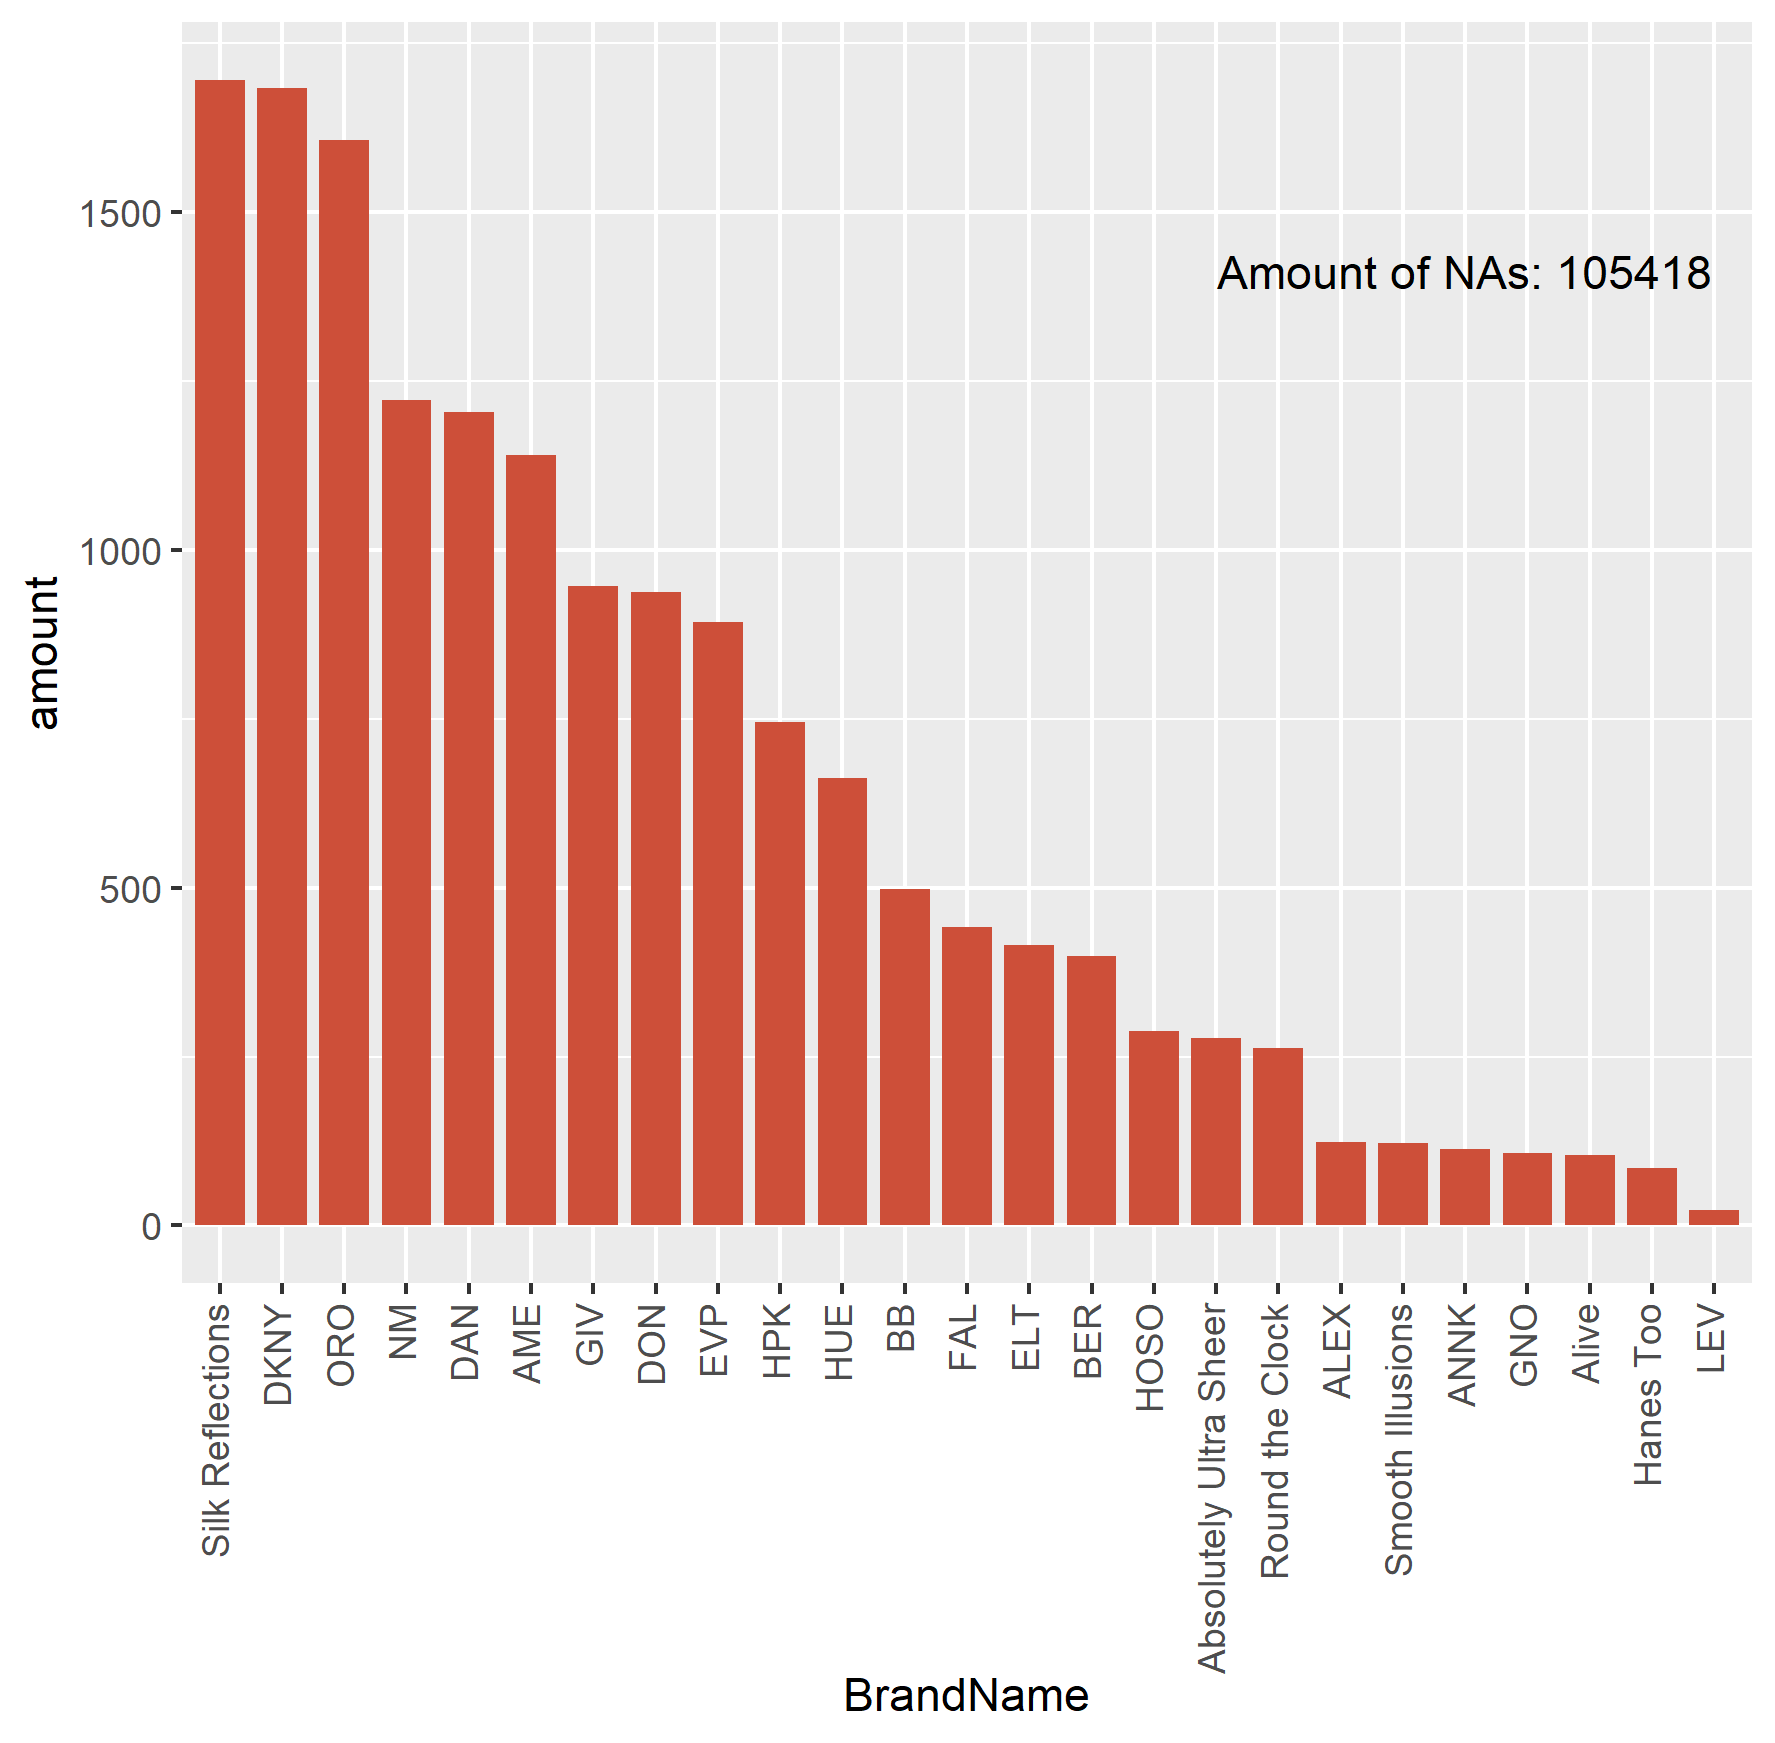 1500
1000
500
0
amount
Amount of NAs: 105418
Silk Reflections
DKNY
ORO
NM
DAN
AME
GIV
DON
EVP
HPK
HUE
BB
FAL
ELT
BER
HOSO
Absolutely Ultra Sheer
Round the Clock
ALEX
Smooth Illusions
ANNK
GNO
Alive
Hanes Too
LEV
BrandName